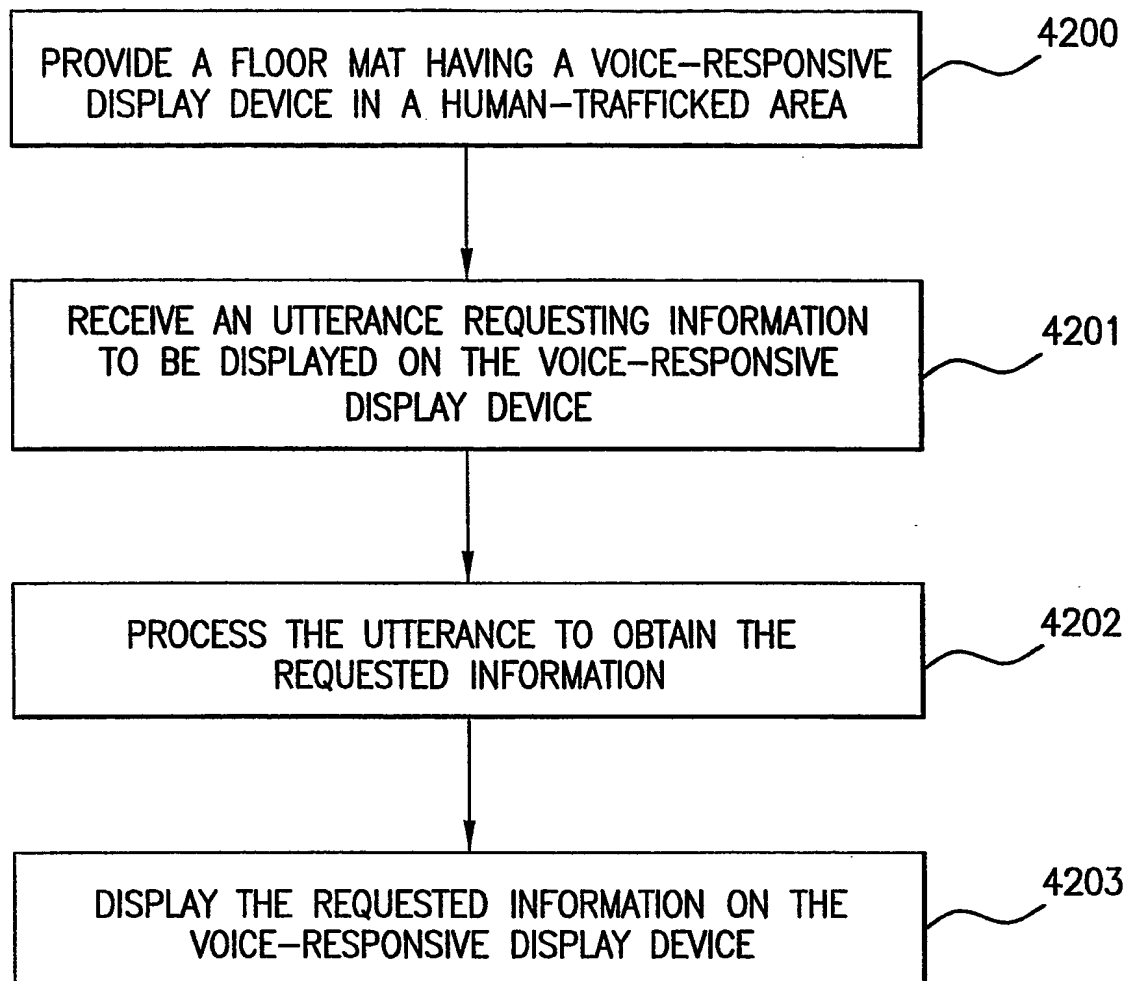 PROVIDE A FLOOR MAT HAVING A VOICE-RESPONSIVE
DISPLAY DEVICE IN A HUMAN-TRAFFICKED AREA
4200
RECEIVE AN UTTERANCE REQUESTING INFORMATION
TO BE DISPLAYED ON THE VOICE-RESPONSIVE
DISPLAY DEVICE
4201
PROCESS THE UTTERANCE TO OBTAIN THE
REQUESTED INFORMATION
4202
DISPLAY THE REQUESTED INFORMATION ON THE
VOICE-RESPONSIVE DISPLAY DEVICE
4203